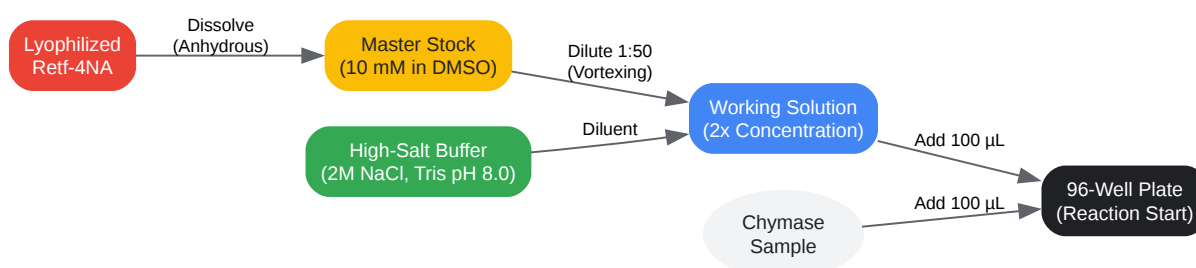 Lyophilized
Retf-4NA
Dissolve
(Anhydrous)
Master Stock
(10 mM in DMSO)
Dilute 1:50
(Vortexing)
High-Salt Buffer
(2M NaCl, Tris pH 8.0)
Diluent
Working Solution
(2x Concentration)
Add 100 µL
Chymase
Sample
Add 100 µL
96-Well Plate
(Reaction Start)